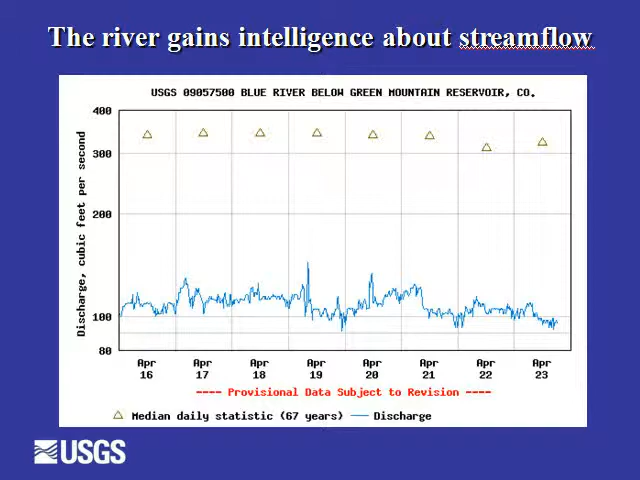 The river gains intelligence about streamflow
USGS 09057500 BLUE RIVER BELOW GREEN MOUNTAIN RESERVOIR, CO.
Discharge, cubic feet per second
400
300
200
100
80
Apr Apr Apr Apr Apr Apr Apr Apr
16 17 18 19 20 21 22 23
---- Provisional Data Subject to Revision ----
Median daily statistic (67 years) Discharge
USGS